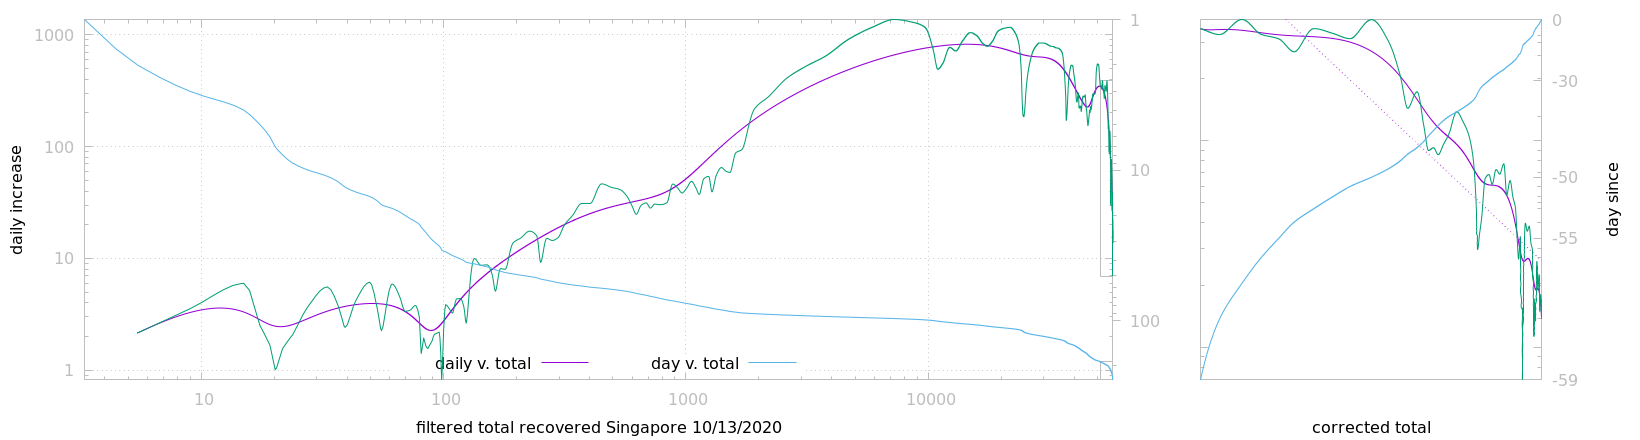 1000
100
10
1
daily increase
10
100
1000
10000
filtered total recovered Singapore 10/13/2020
daily v. total
day v. total
1
10
100
0
-30
-50
-55
-59
day since
corrected total